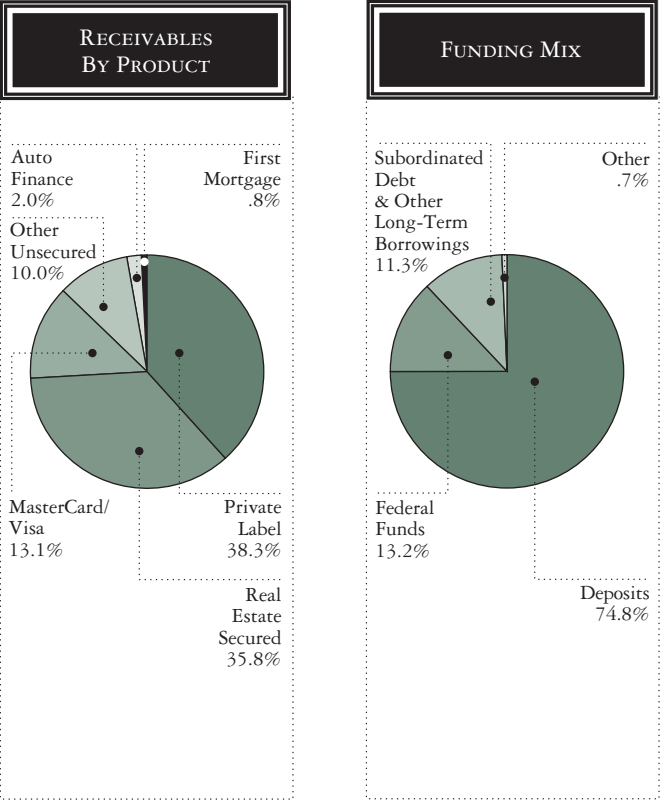 RECEIVABLES
BY PRODUCT
Auto
Finance
2.0%
First
Mortgage
.8%
Other
Unsecured
10.0%
MasterCard/
Visa
13.1%
Private
Label
38.3%
Real
Estate
Secured
35.8%
FUNDING MIX
Subordinated
Debt
& Other
Long-Term
Borrowings
11.3%
Other
.7%
Federal
Funds
13.2%
Deposits
74.8%